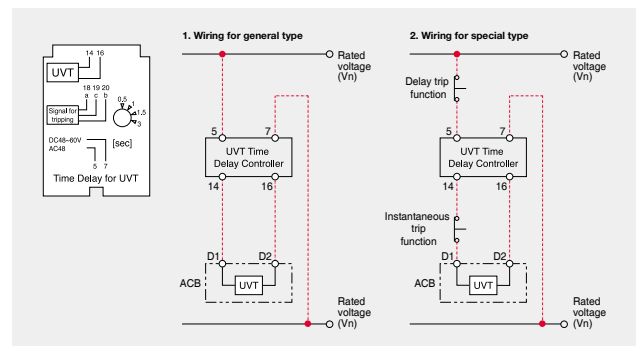 14 16
UVT
18 19 20
a c b
Signal for
tripping
0,5
1
1,5
3
DC48~60V
AC48
[sec]
5 7
Time Delay for UVT
1. Wiring for general type
Rated
voltage
(Vn)
5 7
UVT Time
Delay Controller
14 16
D1 D2
ACB
UVT
Rated
voltage
(Vn)
2. Wiring for special type
Rated
voltage
(Vn)
Delay trip
function
5 7
UVT Time
Delay Controller
14 16
Instantaneous
trip
function
D1 D2
ACB
UVT
Rated
voltage
(Vn)